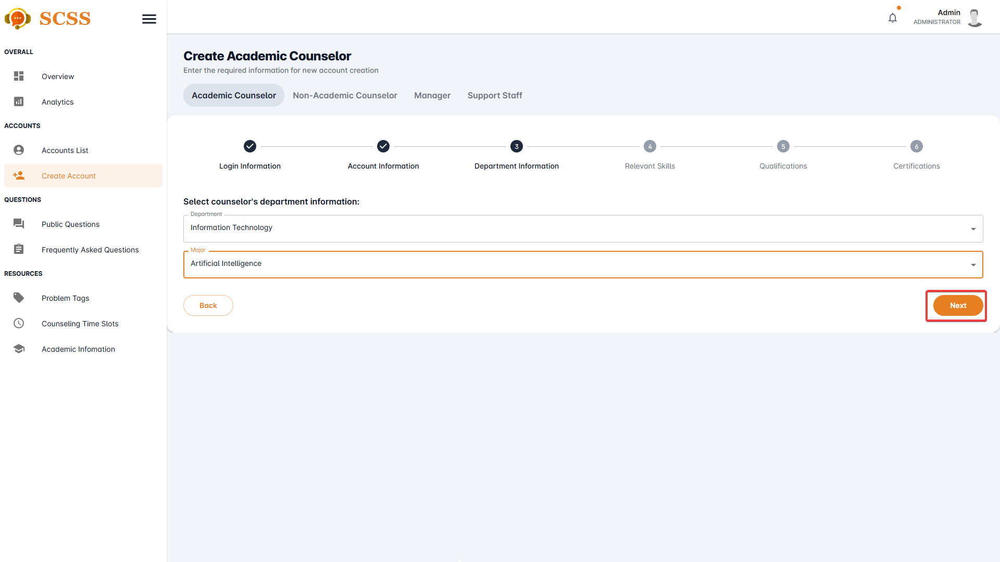 SCSS
Admin
ADMINISTRATOR
OVERALL
Overview
Analytics
ACCOUNTS
Accounts List
Create Account
QUESTIONS
Public Questions
Frequently Asked Questions
RESOURCES
Problem Tags
Counseling Time Slots
Academic Infomation
Create Academic Counselor
Enter the required information for new account creation
Academic Counselor Non-Academic Counselor Manager Support Staff
3 4 5 6
Login Information Account Information Department Information Relevant Skills Qualifications Certifications
Select counselor's department information:
Department
Information Technology
Major
Artificial Intelligence
Back Next